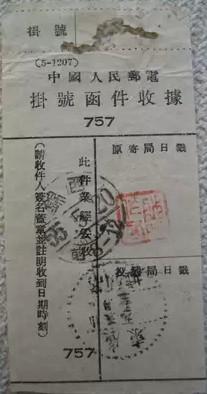 掛號
(5-1207)
中國人民郵電
掛號函件收據
757
原寄局日戳
此件業經妥收
(請收件人簽名蓋章並註明收到日期時刻)
投遞局日戳
757